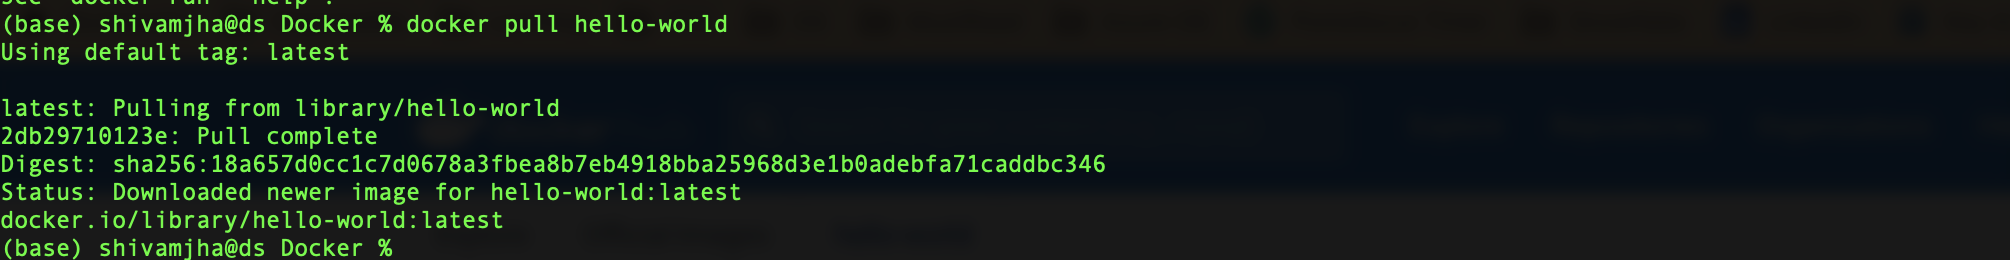 (base) shivamjha@ds Docker % docker pull hello-world
Using default tag: latest
latest: Pulling from library/hello-world
2db29710123e: Pull complete
Digest: sha256:18a657d0cc1c7d0678a3fbea8b7eb4918bba25968d3e1b0adebfa71caddbc346
Status: Downloaded newer image for hello-world:latest
docker.io/library/hello-world:latest
(base) shivamjha@ds Docker %